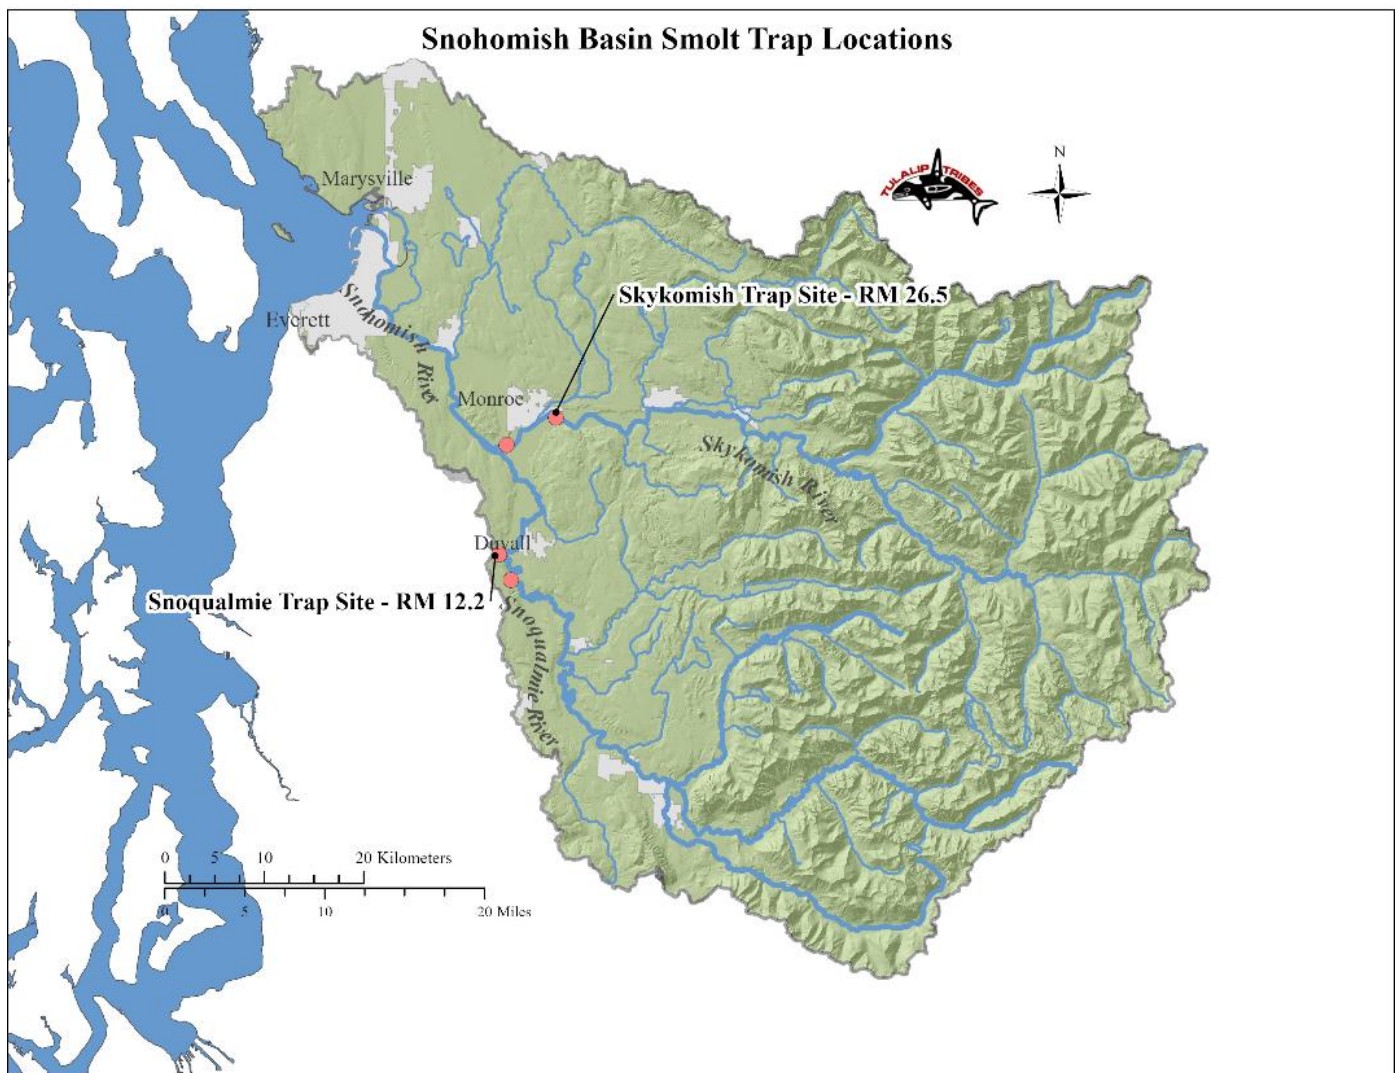 Snohomish Basin Smolt Trap Locations
TULALIP TRIBES
N
Marysville
Skykomish Trap Site - RM 26.5
Everett
Snohomish River
Monroe
Skykomish River
Duvall
Snoqualmie Trap Site - RM 12.2
Snoqualmie River
0 5 10 20 Kilometers
0 5 10 20 Miles